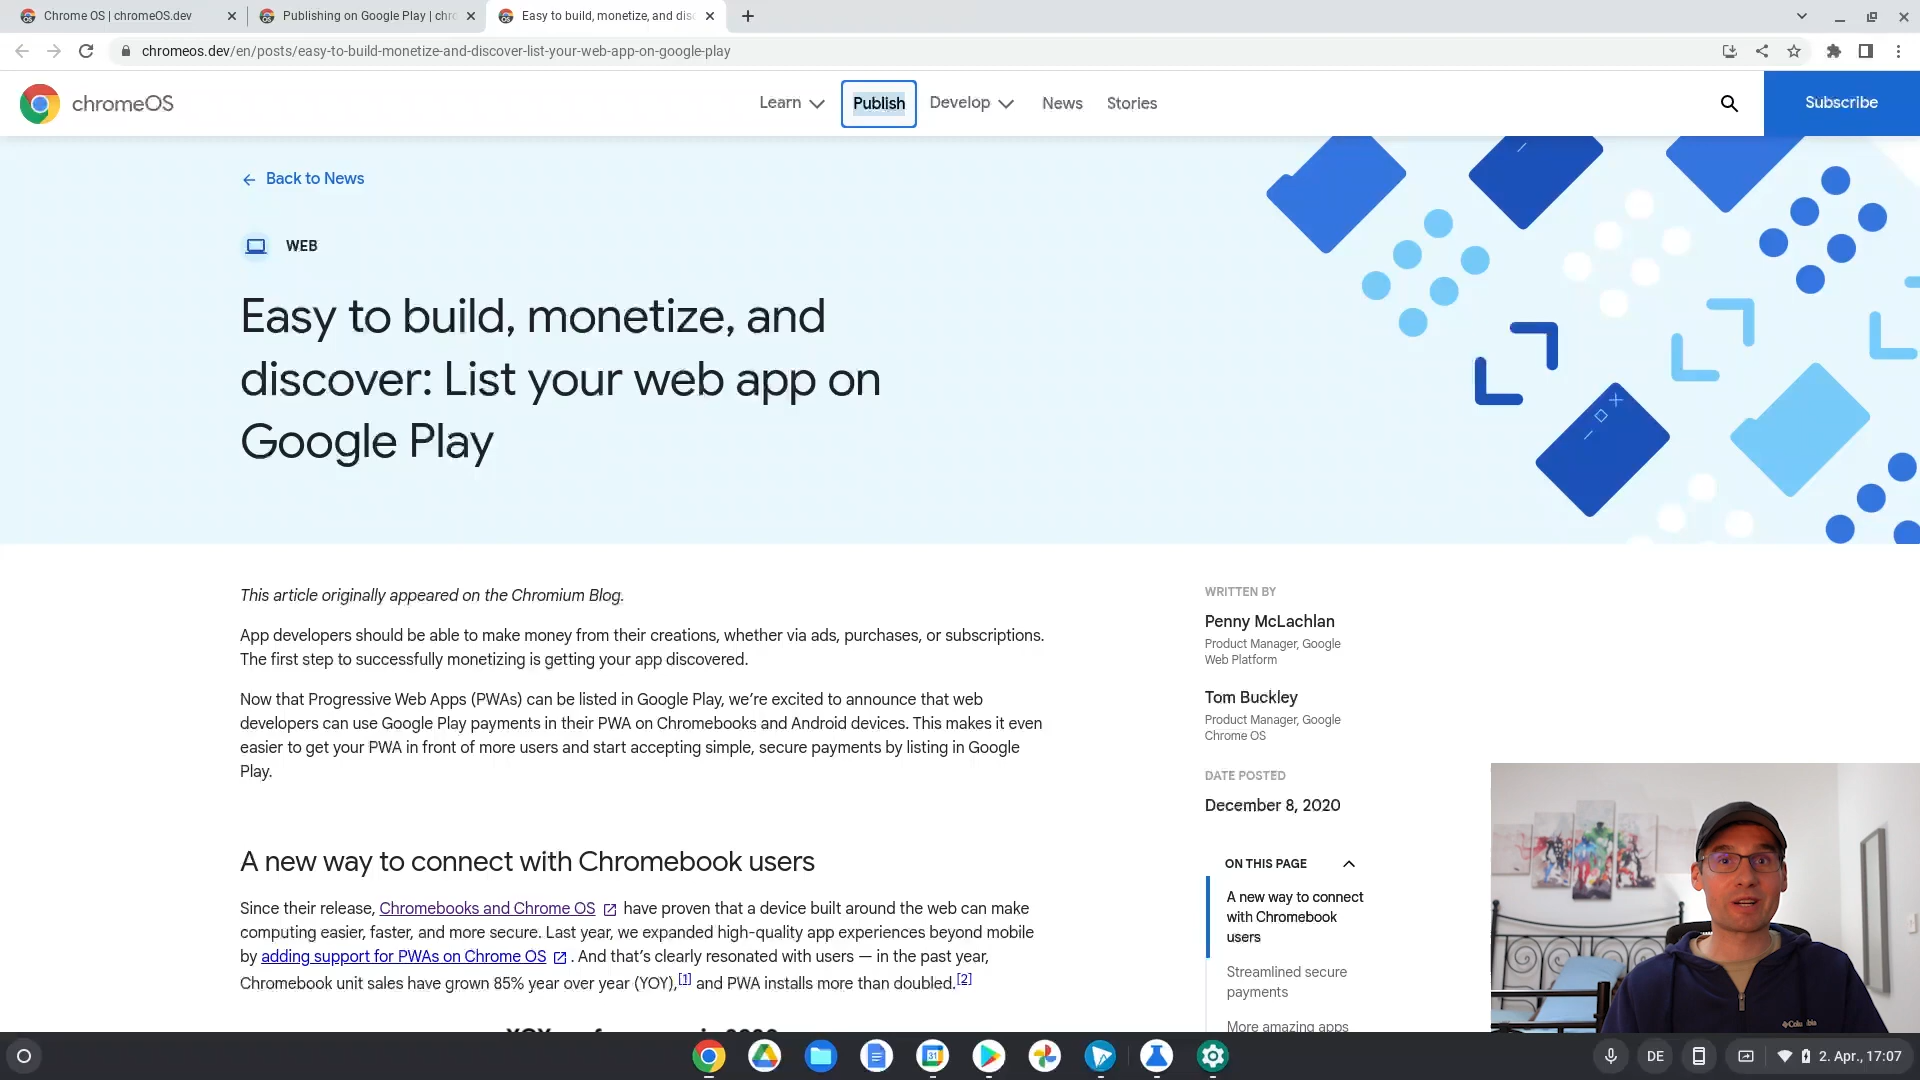 Chrome OS | chromeOS.dev
Publishing on Google Play | chro
Easy to build, monetize, and dis
chromeos.dev/en/posts/easy-to-build-monetize-and-discover-list-your-web-app-on-google-play
chromeOS
Learn
Publish
Develop
News
Stories
Subscribe
Back to News
WEB
Easy to build, monetize, and
discover: List your web app on
Google Play
This article originally appeared on the Chromium Blog.
App developers should be able to make money from their creations, whether via ads, purchases, or subscriptions.
The first step to successfully monetizing is getting your app discovered.
Now that Progressive Web Apps (PWAs) can be listed in Google Play, we’re excited to announce that web
developers can use Google Play payments in their PWA on Chromebooks and Android devices. This makes it even
easier to get your PWA in front of more users and start accepting simple, secure payments by listing in Google
Play.
A new way to connect with Chromebook users
Since their release, Chromebooks and Chrome OS have proven that a device built around the web can make
computing easier, faster, and more secure. Last year, we expanded high-quality app experiences beyond mobile
by adding support for PWAs on Chrome OS . And that’s clearly resonated with users — in the past year,
Chromebook unit sales have grown 85% year over year (YOY),[1] and PWA installs more than doubled.[2]
WRITTEN BY
Penny McLachlan
Product Manager, Google
Web Platform
Tom Buckley
Product Manager, Google
Chrome OS
DATE POSTED
December 8, 2020
ON THIS PAGE
A new way to connect
with Chromebook
users
Streamlined secure
payments
More amazing apps
Columbia
31
DE
2. Apr., 17:07